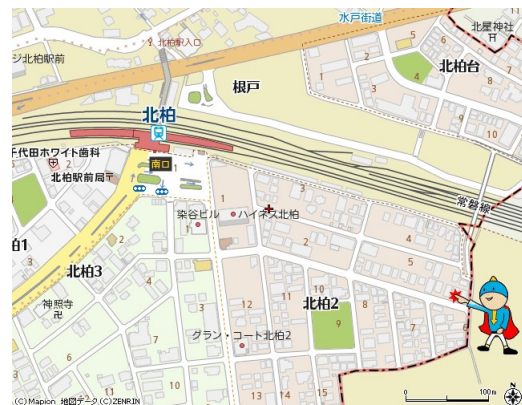 水戸街道
北柏駅入口
北星神社
ジ北柏駅前
根戸
北柏台
北柏
南口
千代田ホワイト歯科
北柏駅前局
常磐線
染谷ビル
ハイネス北柏
柏1
北柏3
神照寺
北柏2
グラン・コート北柏2
(C)Mapion 地図データ(C)ZENRIN
0 100m